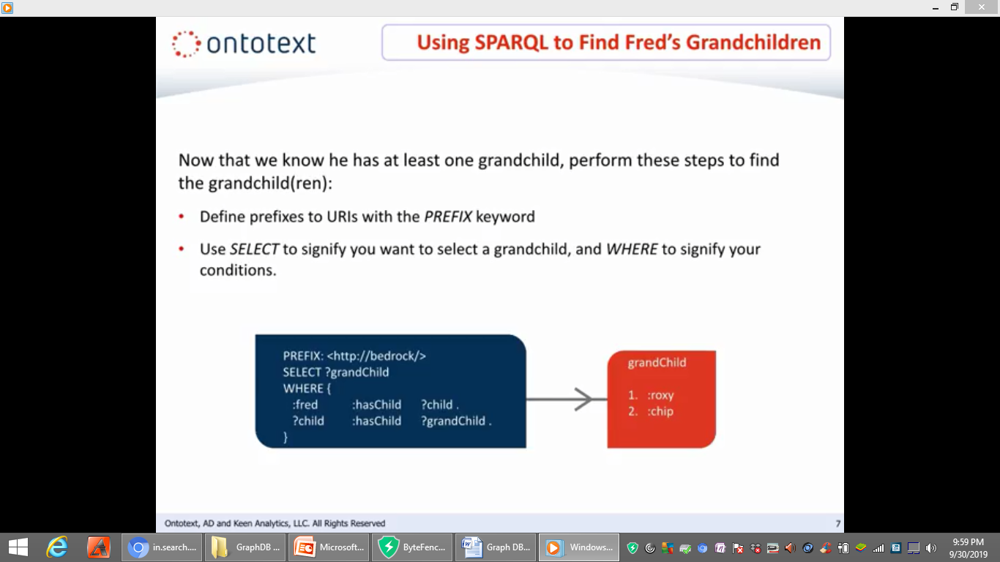 ontotext
Using SPARQL to Find Fred's Grandchildren
Now that we know he has at least one grandchild, perform these steps to find
the grandchild(ren):
• Define prefixes to URIs with the PREFIX keyword
• Use SELECT to signify you want to select a grandchild, and WHERE to signify your
conditions.
PREFIX: <http://bedrock/>
SELECT ?grandChild
WHERE {
:fred :hasChild ?child .
?child :hasChild ?grandChild .
}
grandChild
1. :roxy
2. :chip
Ontotext, AD and Keen Analytics, LLC. All Rights Reserved
7
in.search....
GraphDB ...
Microsoft...
ByteFenc...
Graph DB...
Windows...
9:59 PM
9/30/2019